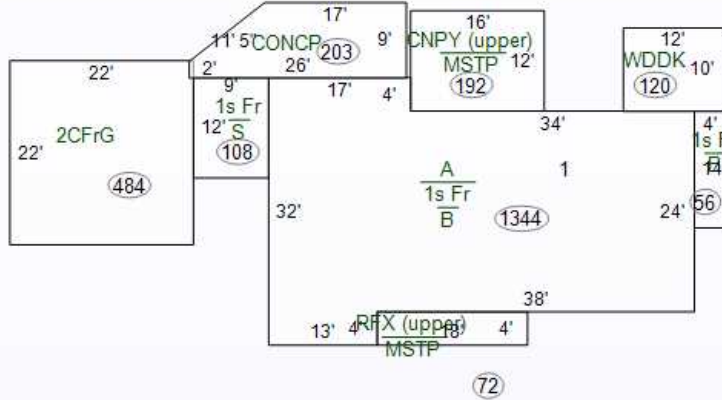 17'
11' 5"
CONCP
203
9'
2'
26'
16'
CNPY (upper)
MSTP
12'
192
12'
WDDK
10'
120
22'
2CFrG
22'
484
9'
1s Fr
12'
S
108
17'
4'
34'
A
1s Fr
B
1
1344
32'
24'
4'
56
38'
RFX (upper)
13'
4'
18'
4'
MSTP
72